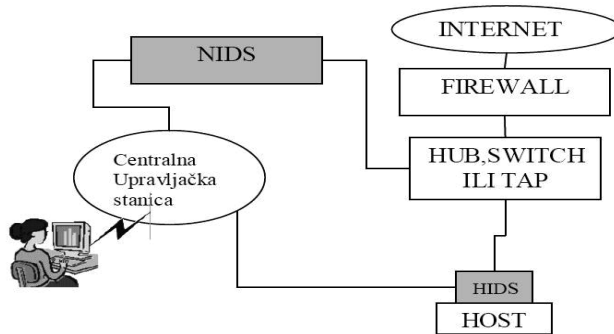 INTERNET
NIDS
FIREWALL
HUB,SWITCH
ILI TAP
Centralna
Upravljačka
stanica
HIDS
HOST